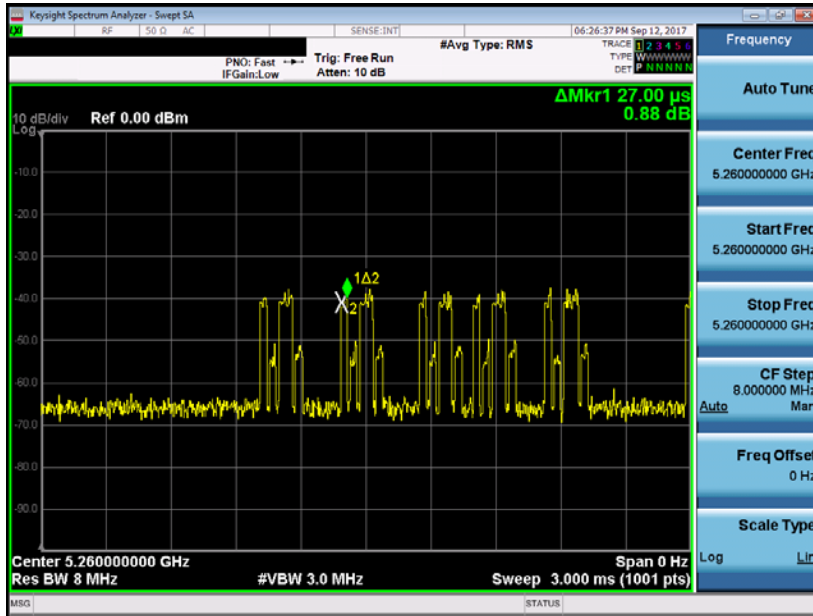 Keysight Spectrum Analyzer - Swept SA
LXI RF 50 Ω AC SENSE:INT 06:26:37 PM Sep 12, 2017
#Avg Type: RMS TRACE 1 2 3 4 5 6 Frequency
PNO: Fast Trig: Free Run TYPE WWWWWW
IFGain:Low Atten: 10 dB DET P N N N N N
Auto Tune
ΔMkr1 27.00 µs
10 dB/div Ref 0.00 dBm 0.88 dB
Log
Center Freq
-10.0 5.260000000 GHz
-20.0
Start Freq
-30.0 5.260000000 GHz
1Δ2
-40.0 2 Stop Freq
5.260000000 GHz
-50.0
CF Step
-60.0 8.000000 MHz
Auto Man
-70.0
Freq Offset
-80.0 0 Hz
-90.0
Scale Type
Center 5.260000000 GHz Span 0 Hz Log Lin
Res BW 8 MHz #VBW 3.0 MHz Sweep 3.000 ms (1001 pts)
MSG STATUS